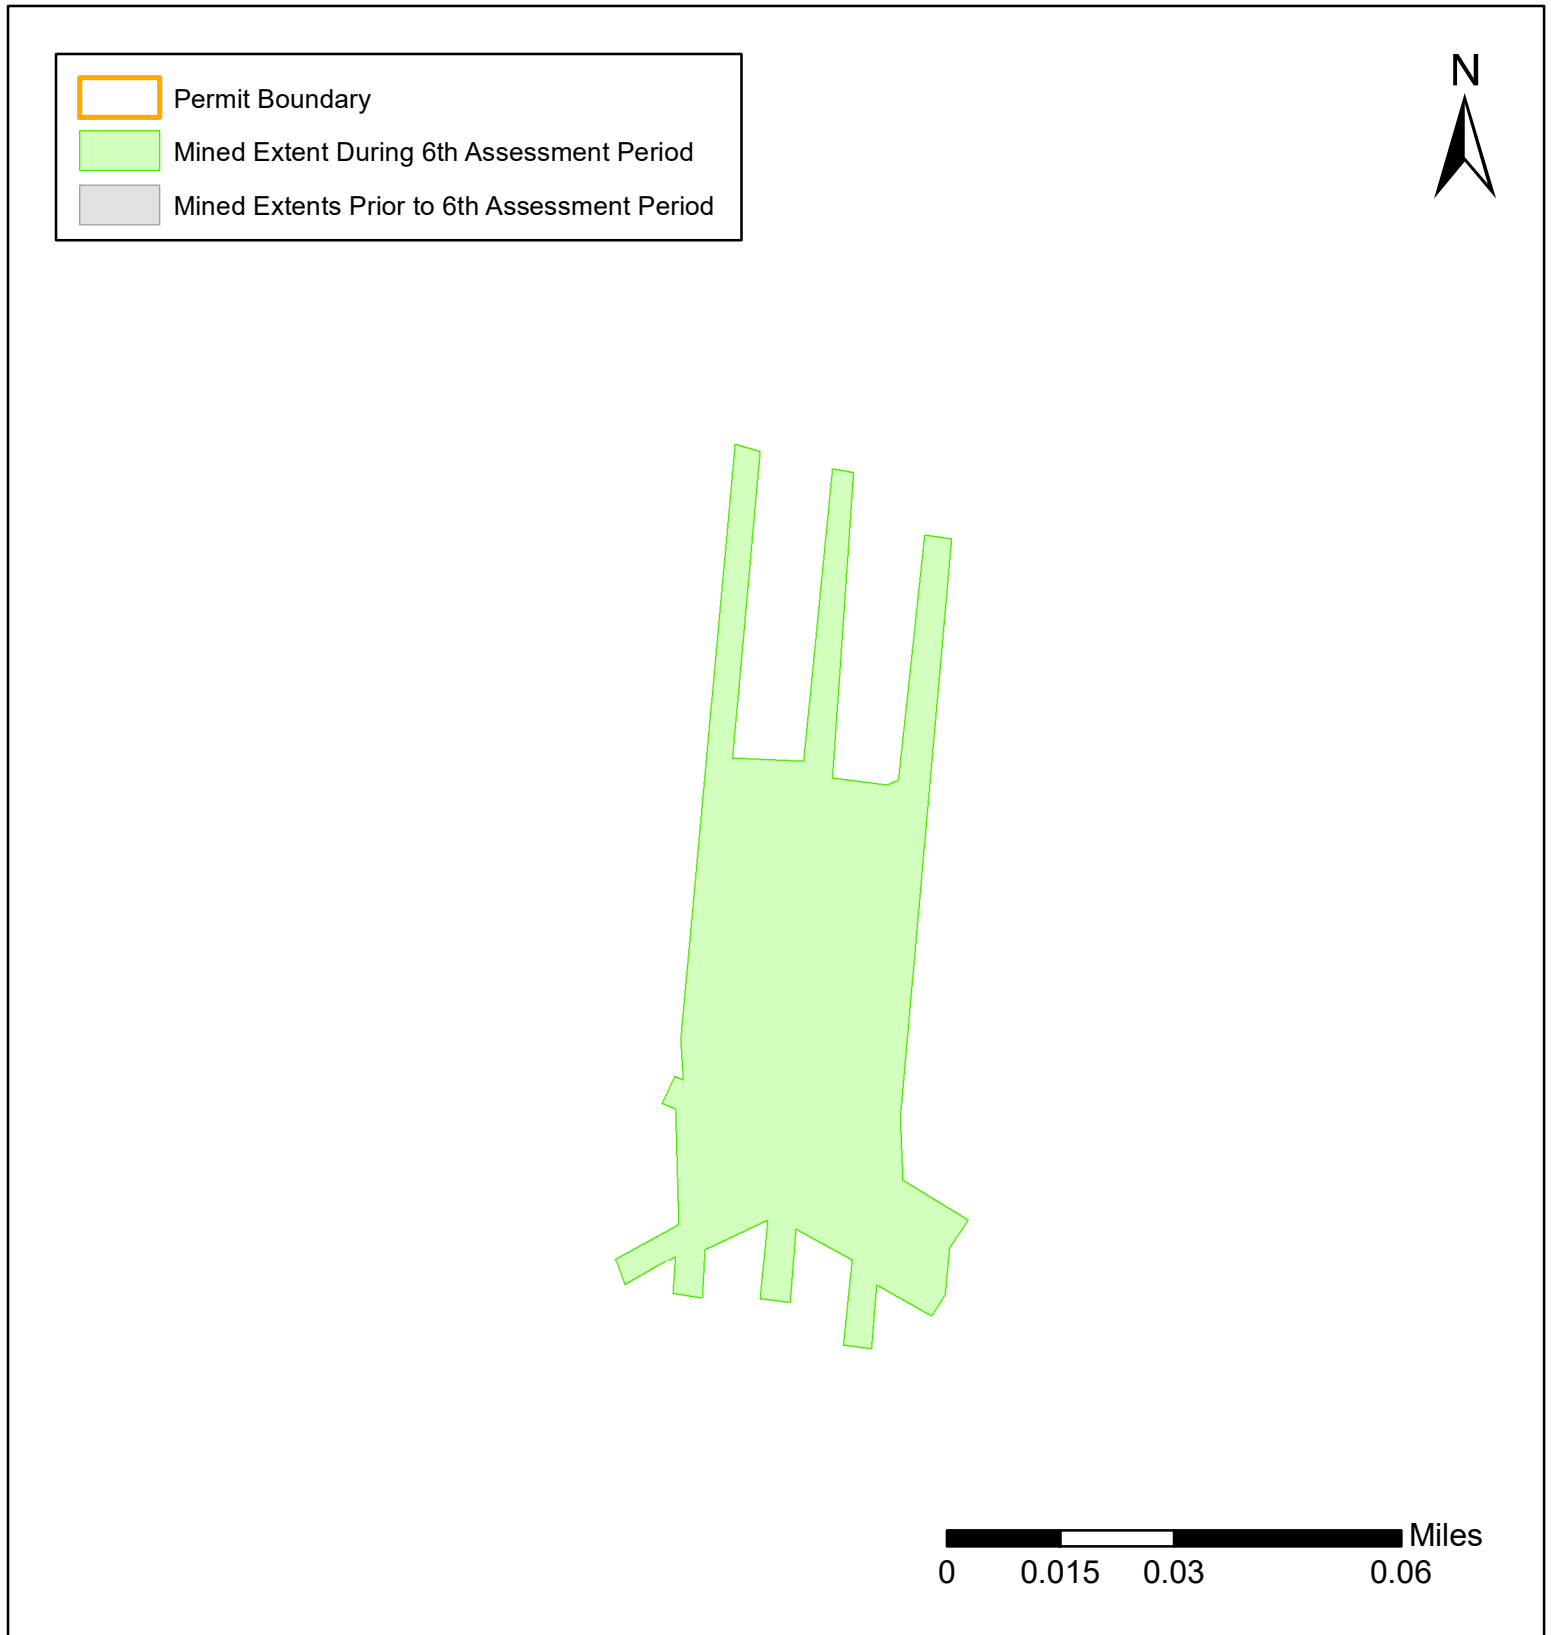 Permit Boundary
Mined Extent During 6th Assessment Period
Mined Extents Prior to 6th Assessment Period
N
Miles
0 0.015 0.03 0.06